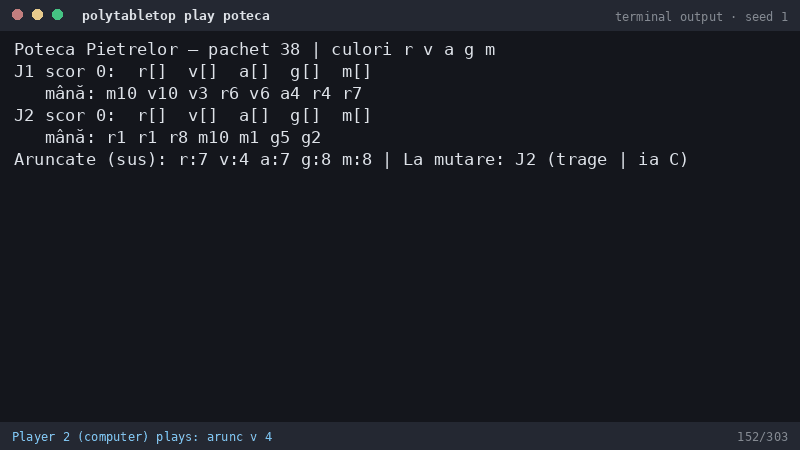 polytabletop play poteca
terminal output · seed 1
Poteca Pietrelor — pachet 38 | culori r v a g m
J1 scor 0:  r[]  v[]  a[]  g[]  m[]
   mână: m10 v10 v3 r6 v6 a4 r4 r7
J2 scor 0:  r[]  v[]  a[]  g[]  m[]
   mână: r1 r1 r8 m10 m1 g5 g2
Aruncate (sus): r:7 v:4 a:7 g:8 m:8 | La mutare: J2 (trage | ia C)
Player 2 (computer) plays: arunc v 4
152/303